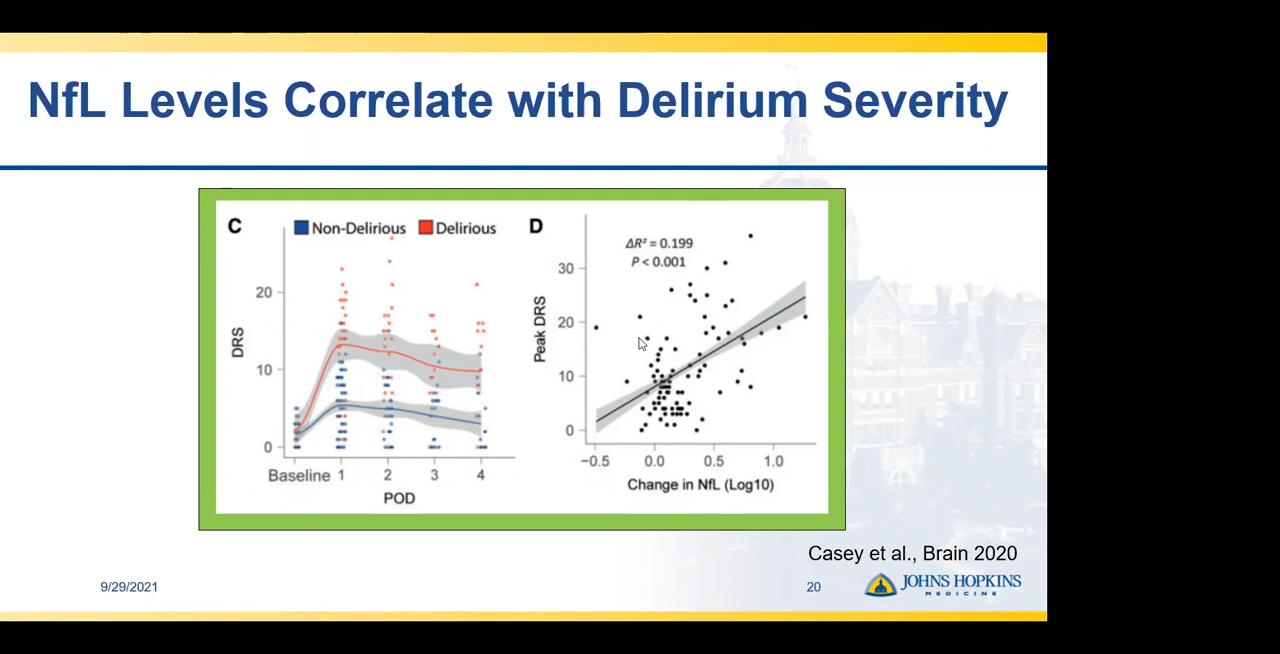 NfL Levels Correlate with Delirium Severity
C
Non-Delirious Delirious
DRS
20
10
0
Baseline 1 2 3 4
POD
D
ΔR² = 0.199
P < 0.001
Peak DRS
30
20
10
0
−0.5 0.0 0.5 1.0
Change in NfL (Log10)
Casey et al., Brain 2020
9/29/2021
20
JOHNS HOPKINS
MEDICINE